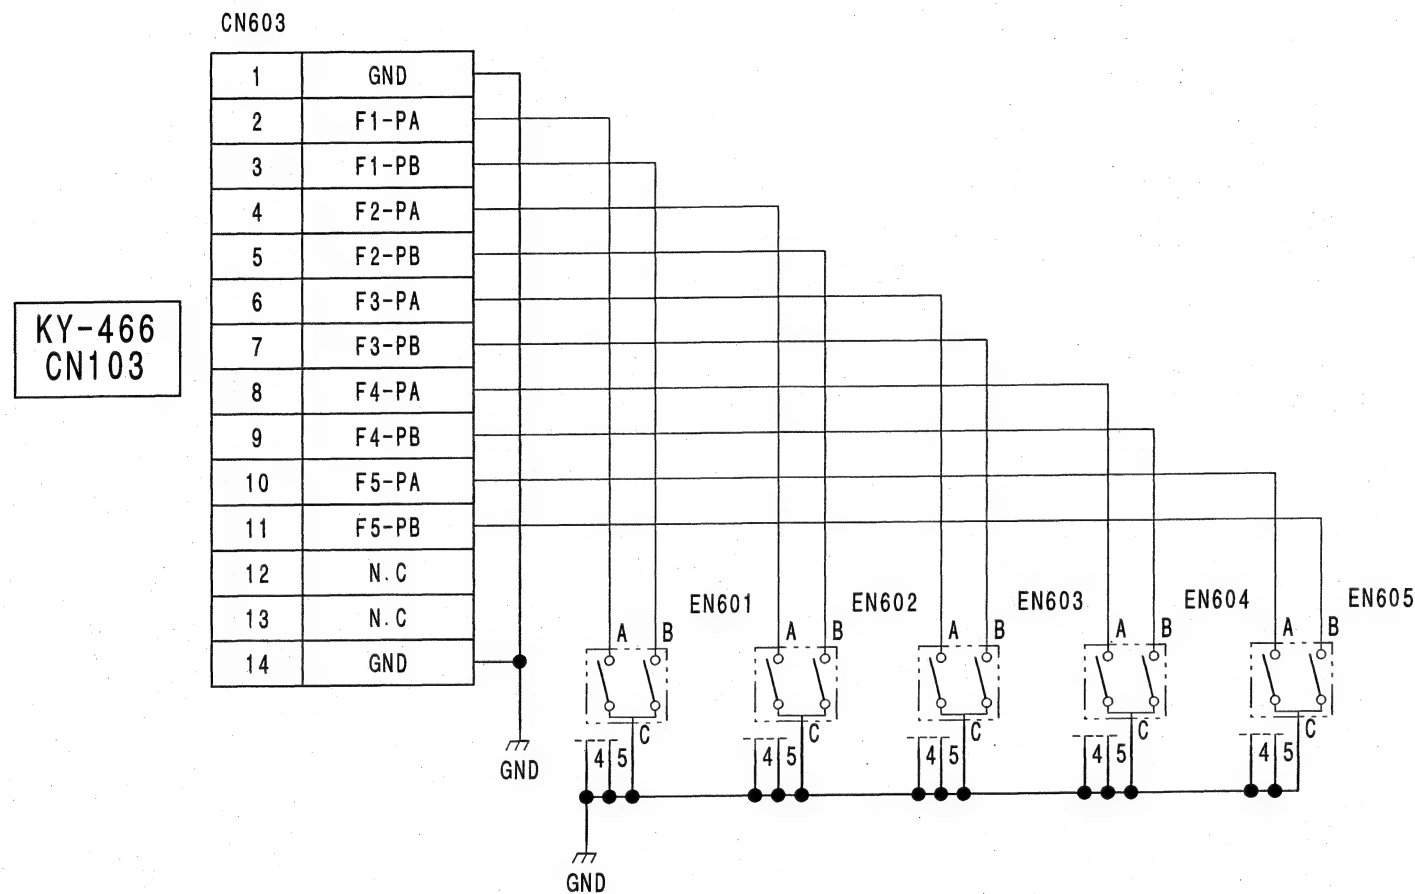 CN603
1 GND
2 F1-PA
3 F1-PB
4 F2-PA
5 F2-PB
6 F3-PA
7 F3-PB
8 F4-PA
9 F4-PB
10 F5-PA
11 F5-PB
12 N.C
13 N.C
14 GND
KY-466
CN103
EN601 EN602 EN603 EN604 EN605
A B A B A B A B A B
C C C C C
4 5 4 5 4 5 4 5 4 5
GND
GND